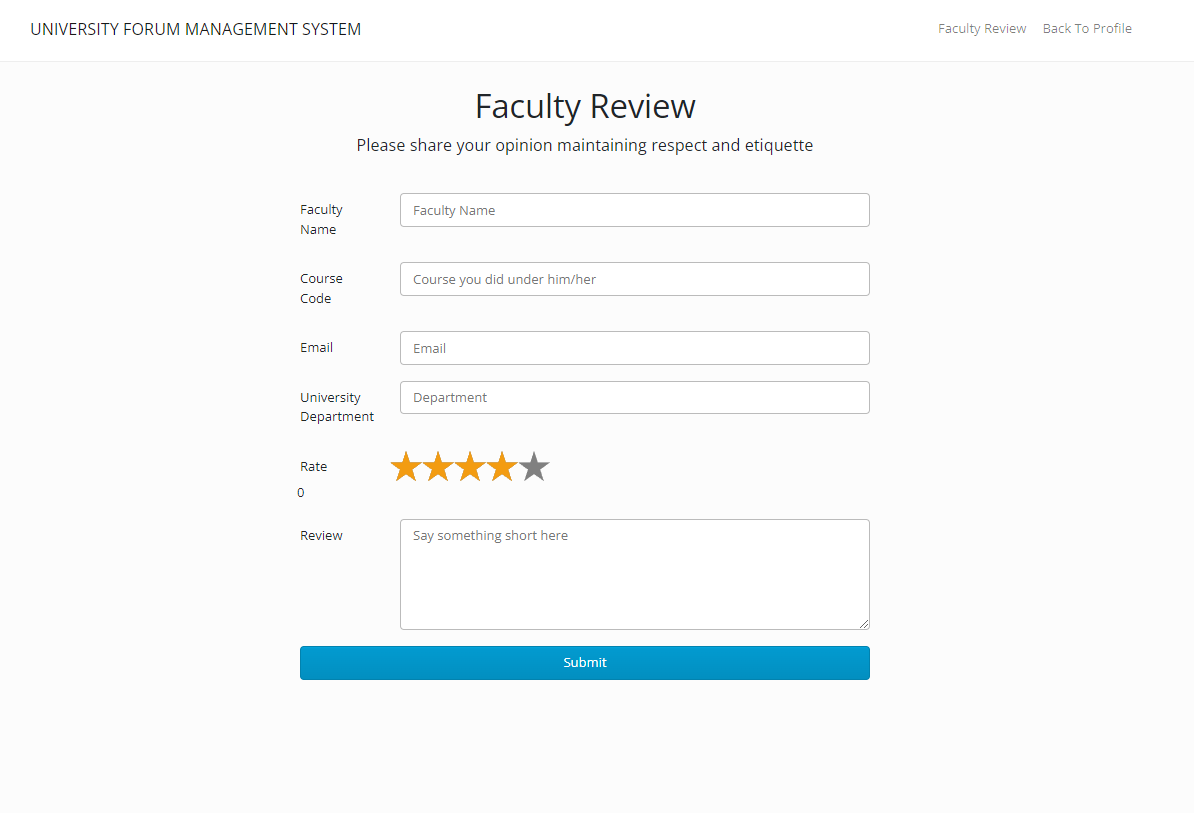 UNIVERSITY FORUM MANAGEMENT SYSTEM
Faculty Review
Back To Profile
Faculty Review
Please share your opinion maintaining respect and etiquette
Faculty
Name
Faculty Name
Course
Code
Course you did under him/her
Email
Email
University
Department
Department
Rate
0
Review
Say something short here
Submit